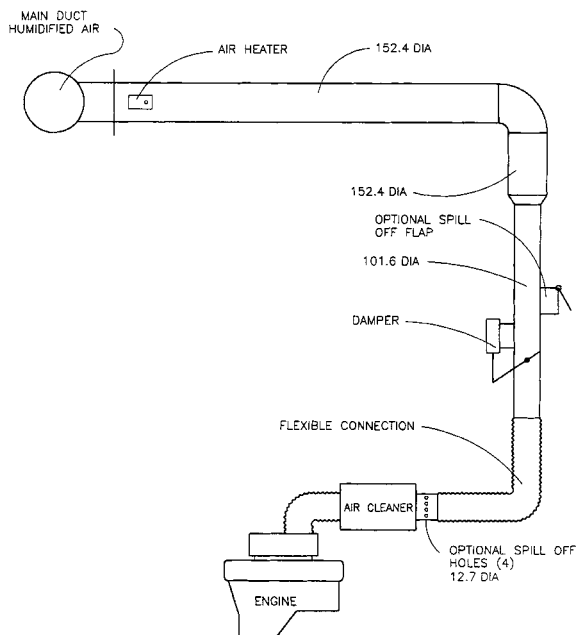 MAIN DUCT
HUMIDIFIED AIR
AIR HEATER
152.4 DIA
152.4 DIA
OPTIONAL SPILL
OFF FLAP
101.6 DIA
DAMPER
FLEXIBLE CONNECTION
AIR CLEANER
OPTIONAL SPILL OFF
HOLES (4)
12.7 DIA
ENGINE